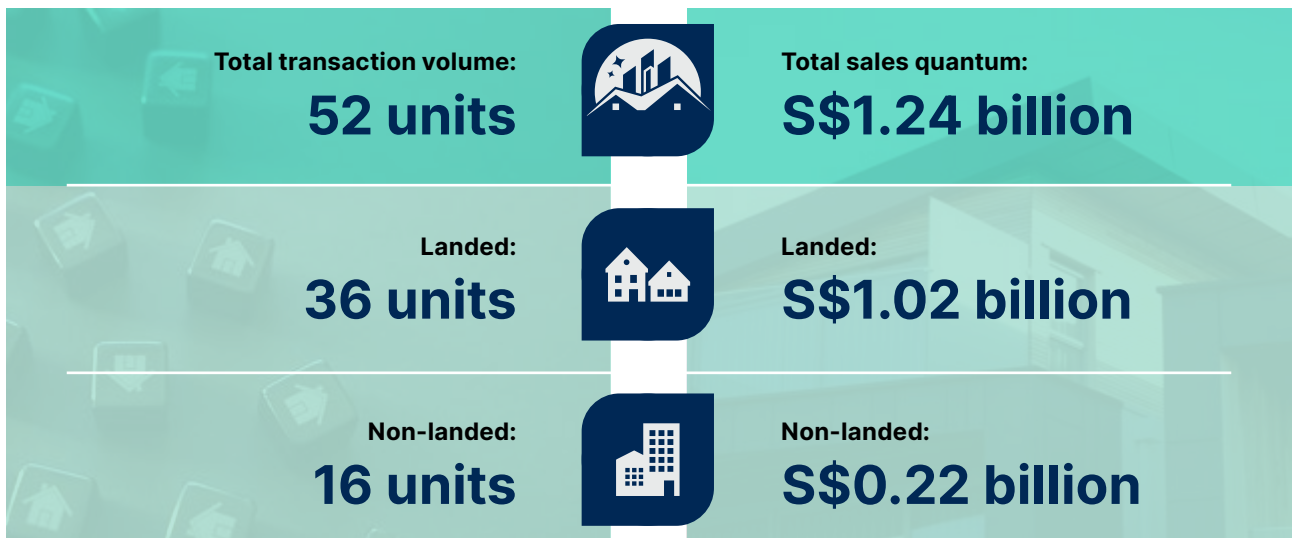 Total transaction volume:
52 units
Total sales quantum:
S$1.24 billion
Landed:
36 units
Landed:
S$1.02 billion
Non-landed:
16 units
Non-landed:
S$0.22 billion